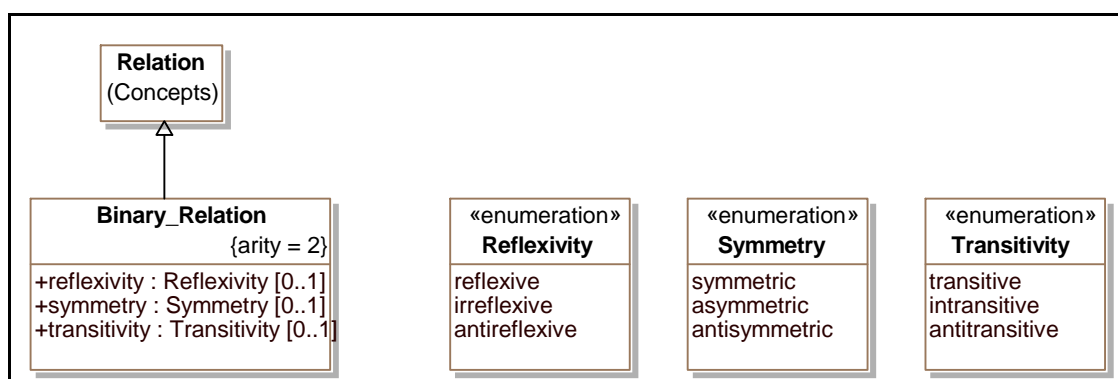 Relation
(Concepts)
Binary_Relation
{arity = 2}
+reflexivity : Reflexivity [0..1]
+symmetry : Symmetry [0..1]
+transitivity : Transitivity [0..1]
«enumeration»
Reflexivity
reflexive
irreflexive
antireflexive
«enumeration»
Symmetry
symmetric
asymmetric
antisymmetric
«enumeration»
Transitivity
transitive
intransitive
antitransitive